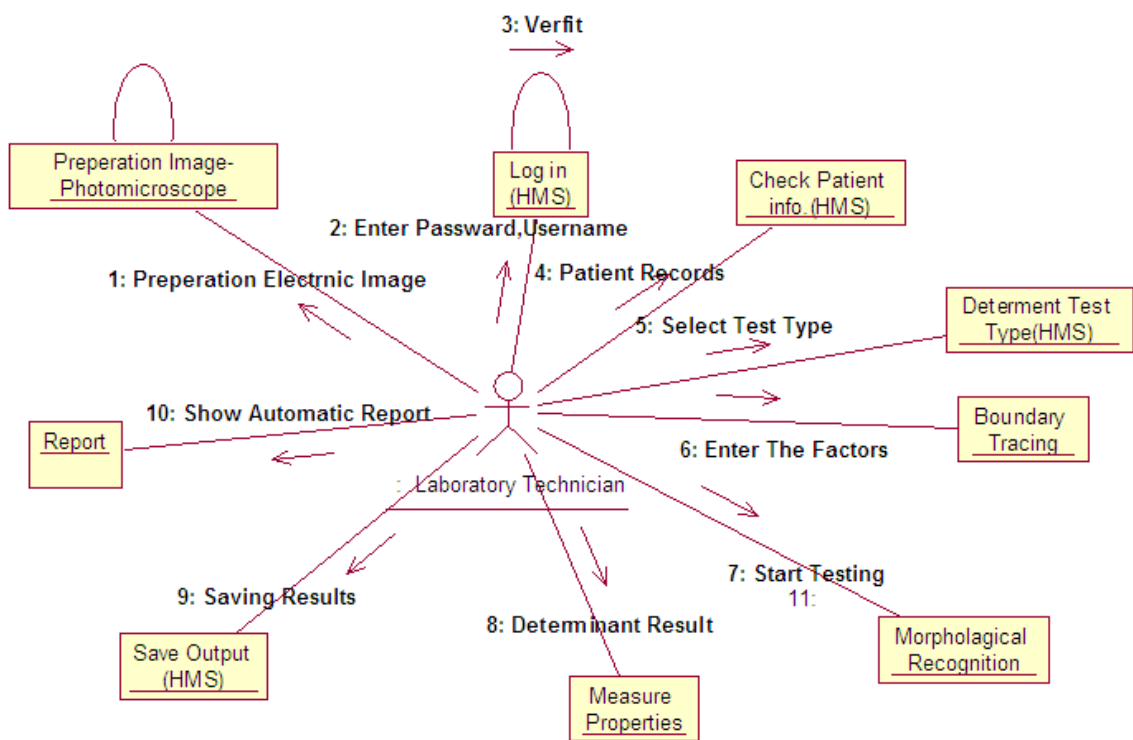 3: Verfit
Preperation Image-
Photomicroscope
Log in
(HMS)
Check Patient
info.(HMS)
2: Enter Passward,Username
1: Preperation Electrnic Image
4: Patient Records
5: Select Test Type
Determent Test
Type(HMS)
10: Show Automatic Report
Report
Boundary
Tracing
6: Enter The Factors
: Laboratory Technician
7: Start Testing
11:
9: Saving Results
8: Determinant Result
Save Output
(HMS)
Morphalagical
Recognition
Measure
Properties